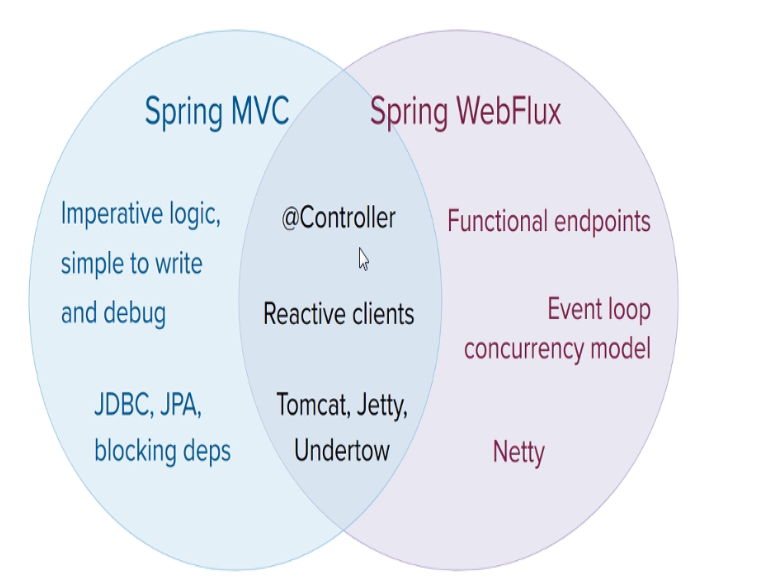 Spring MVC
Spring WebFlux
Imperative logic,
simple to write
and debug
JDBC, JPA,
blocking deps
@Controller
Reactive clients
Tomcat, Jetty,
Undertow
Functional endpoints
Event loop
concurrency model
Netty